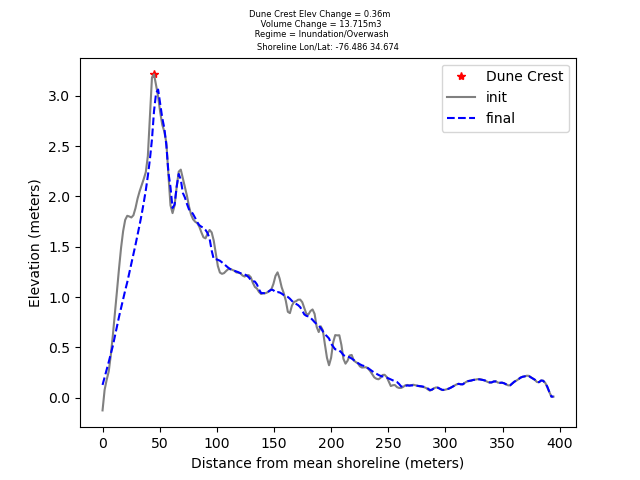 Dune Crest Elev Change = 0.36m
Volume Change = 13.715m3
Regime = Inundation/Overwash
Shoreline Lon/Lat: -76.486 34.674
Dune Crest
init
final
3.0
2.5
2.0
1.5
1.0
0.5
0.0
Elevation (meters)
0 50 100 150 200 250 300 350 400
Distance from mean shoreline (meters)